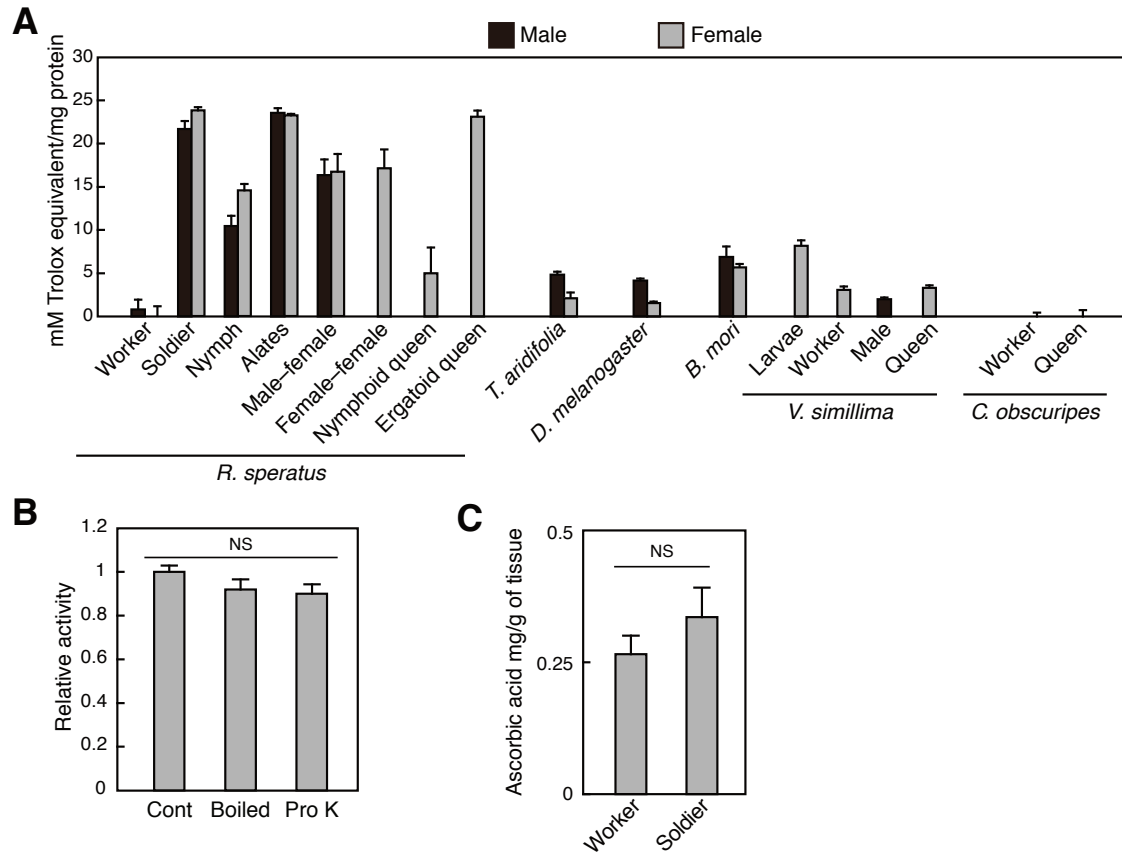 A
Male
Female
mM Trolox equivalent/mg protein
30
25
20
15
10
5
0
Worker
Soldier
Nymph
Alates
Male–female
Female–female
Nymphoid queen
Ergatoid queen
T. aridifolia
D. melanogaster
B. mori
Larvae
Worker
Male
Queen
Worker
Queen
R. speratus
V. simillima
C. obscuripes
B
Relative activity
1.2
1
0.8
0.6
0.4
0.2
0
NS
Cont
Boiled
Pro K
C
Ascorbic acid mg/g of tissue
0.5
0.25
0
NS
Worker
Soldier